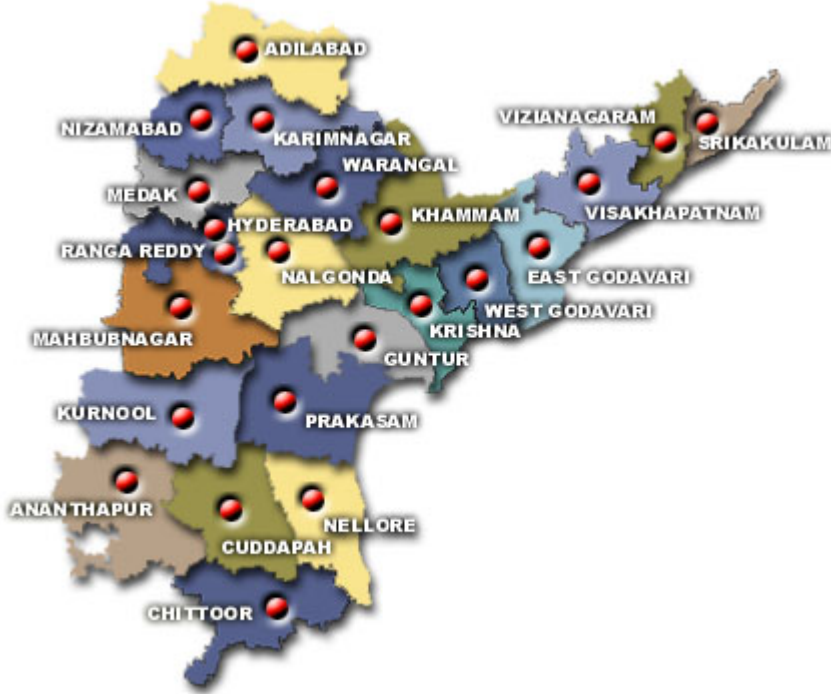 ADILABAD
NIZAMABAD
KARIMNAGAR
VIZIANAGARAM
SRIKAKULAM
WARANGAL
MEDAK
HYDERABAD
KHAMMAM
VISAKHAPATNAM
RANGA REDDY
NALGONDA
EAST GODAVARI
WEST GODAVARI
KRISHNA
MAHBUBNAGAR
GUNTUR
KURNOOL
PRAKASAM
ANANTHAPUR
NELLORE
CUDDAPAH
CHITTOOR